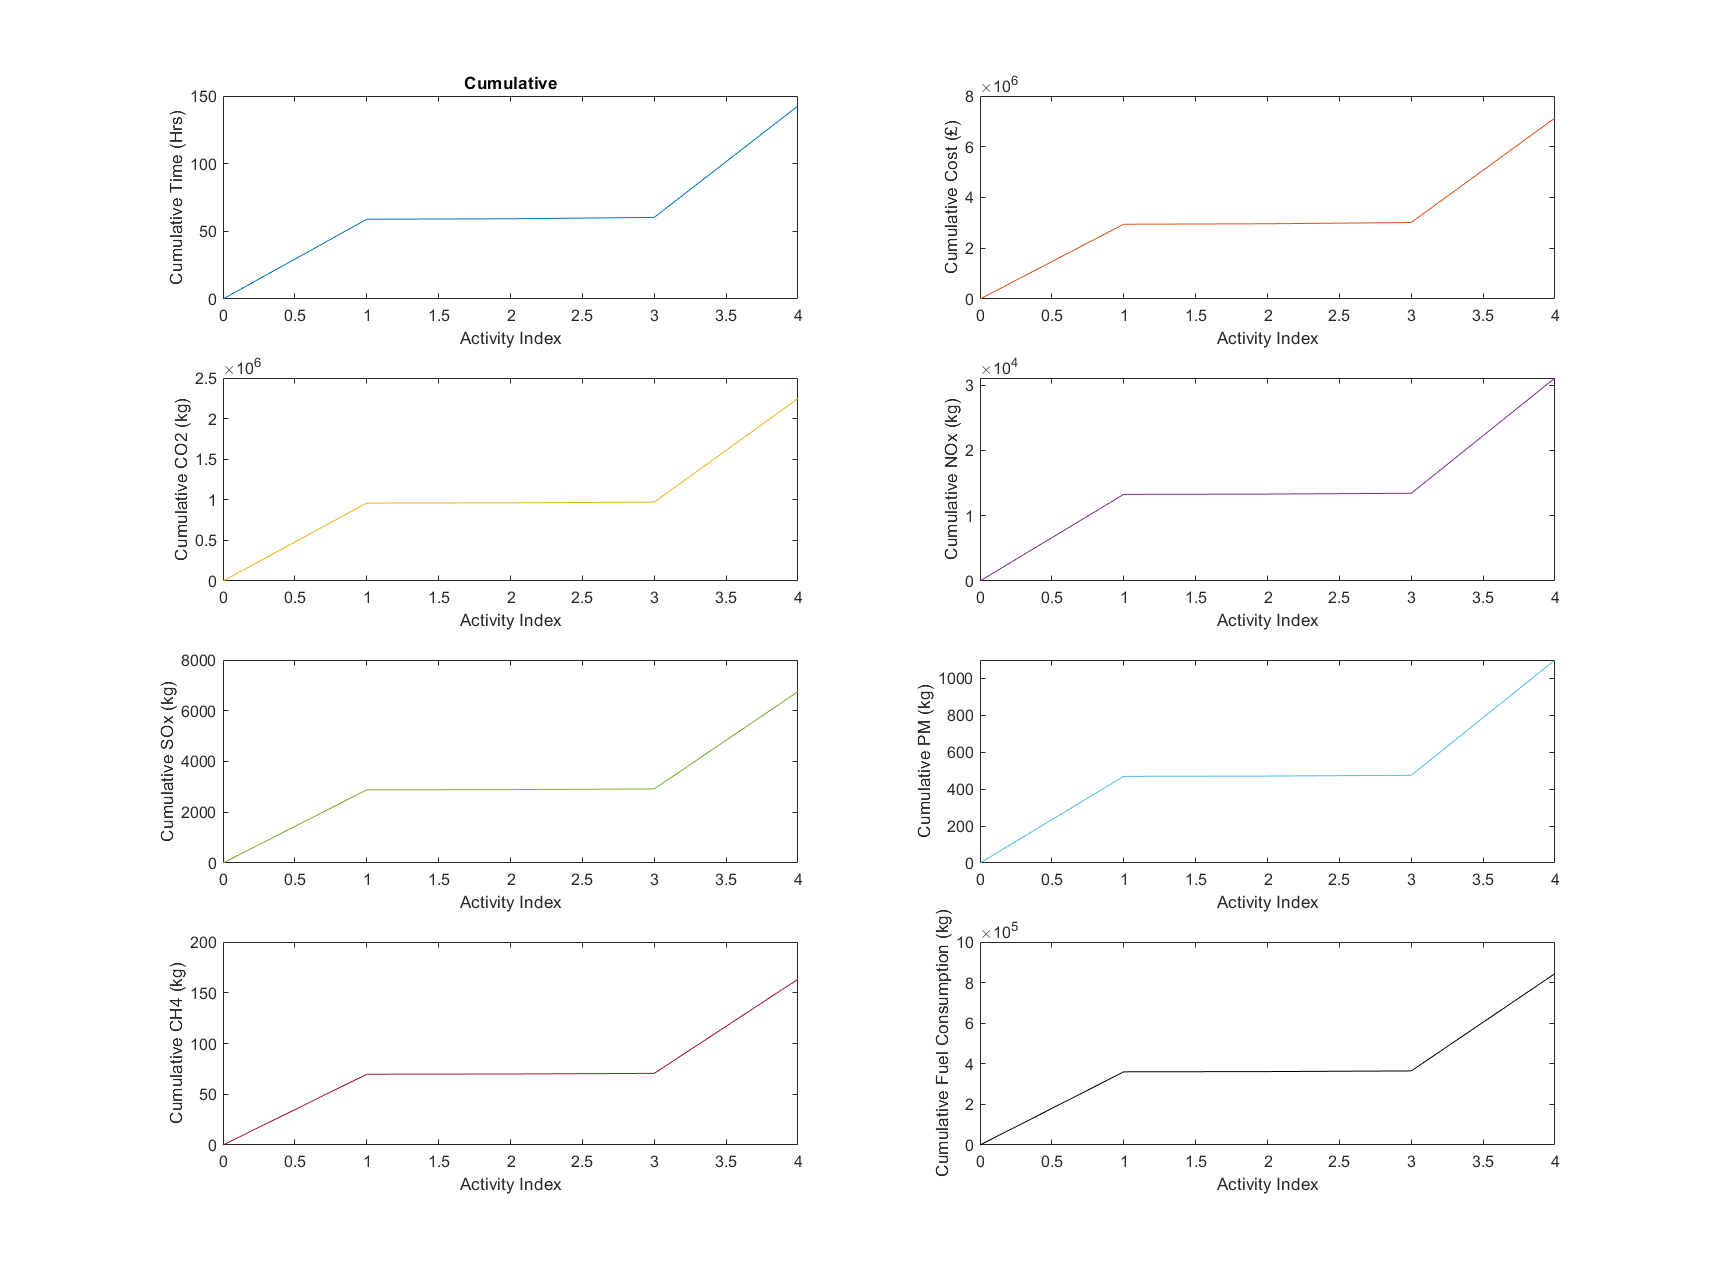 Cumulative
150
100
50
0
Cumulative Time (Hrs)
0 0.5 1 1.5 2 2.5 3 3.5 4
Activity Index
×10^6
8
6
4
2
0
Cumulative Cost (£)
0 0.5 1 1.5 2 2.5 3 3.5 4
Activity Index
×10^6
2.5
2
1.5
1
0.5
0
Cumulative CO2 (kg)
0 0.5 1 1.5 2 2.5 3 3.5 4
Activity Index
×10^4
3
2
1
0
Cumulative NOx (kg)
0 0.5 1 1.5 2 2.5 3 3.5 4
Activity Index
8000
6000
4000
2000
0
Cumulative SOx (kg)
0 0.5 1 1.5 2 2.5 3 3.5 4
Activity Index
1000
800
600
400
200
0
Cumulative PM (kg)
0 0.5 1 1.5 2 2.5 3 3.5 4
Activity Index
200
150
100
50
0
Cumulative CH4 (kg)
0 0.5 1 1.5 2 2.5 3 3.5 4
Activity Index
×10^5
10
8
6
4
2
0
Cumulative Fuel Consumption (kg)
0 0.5 1 1.5 2 2.5 3 3.5 4
Activity Index